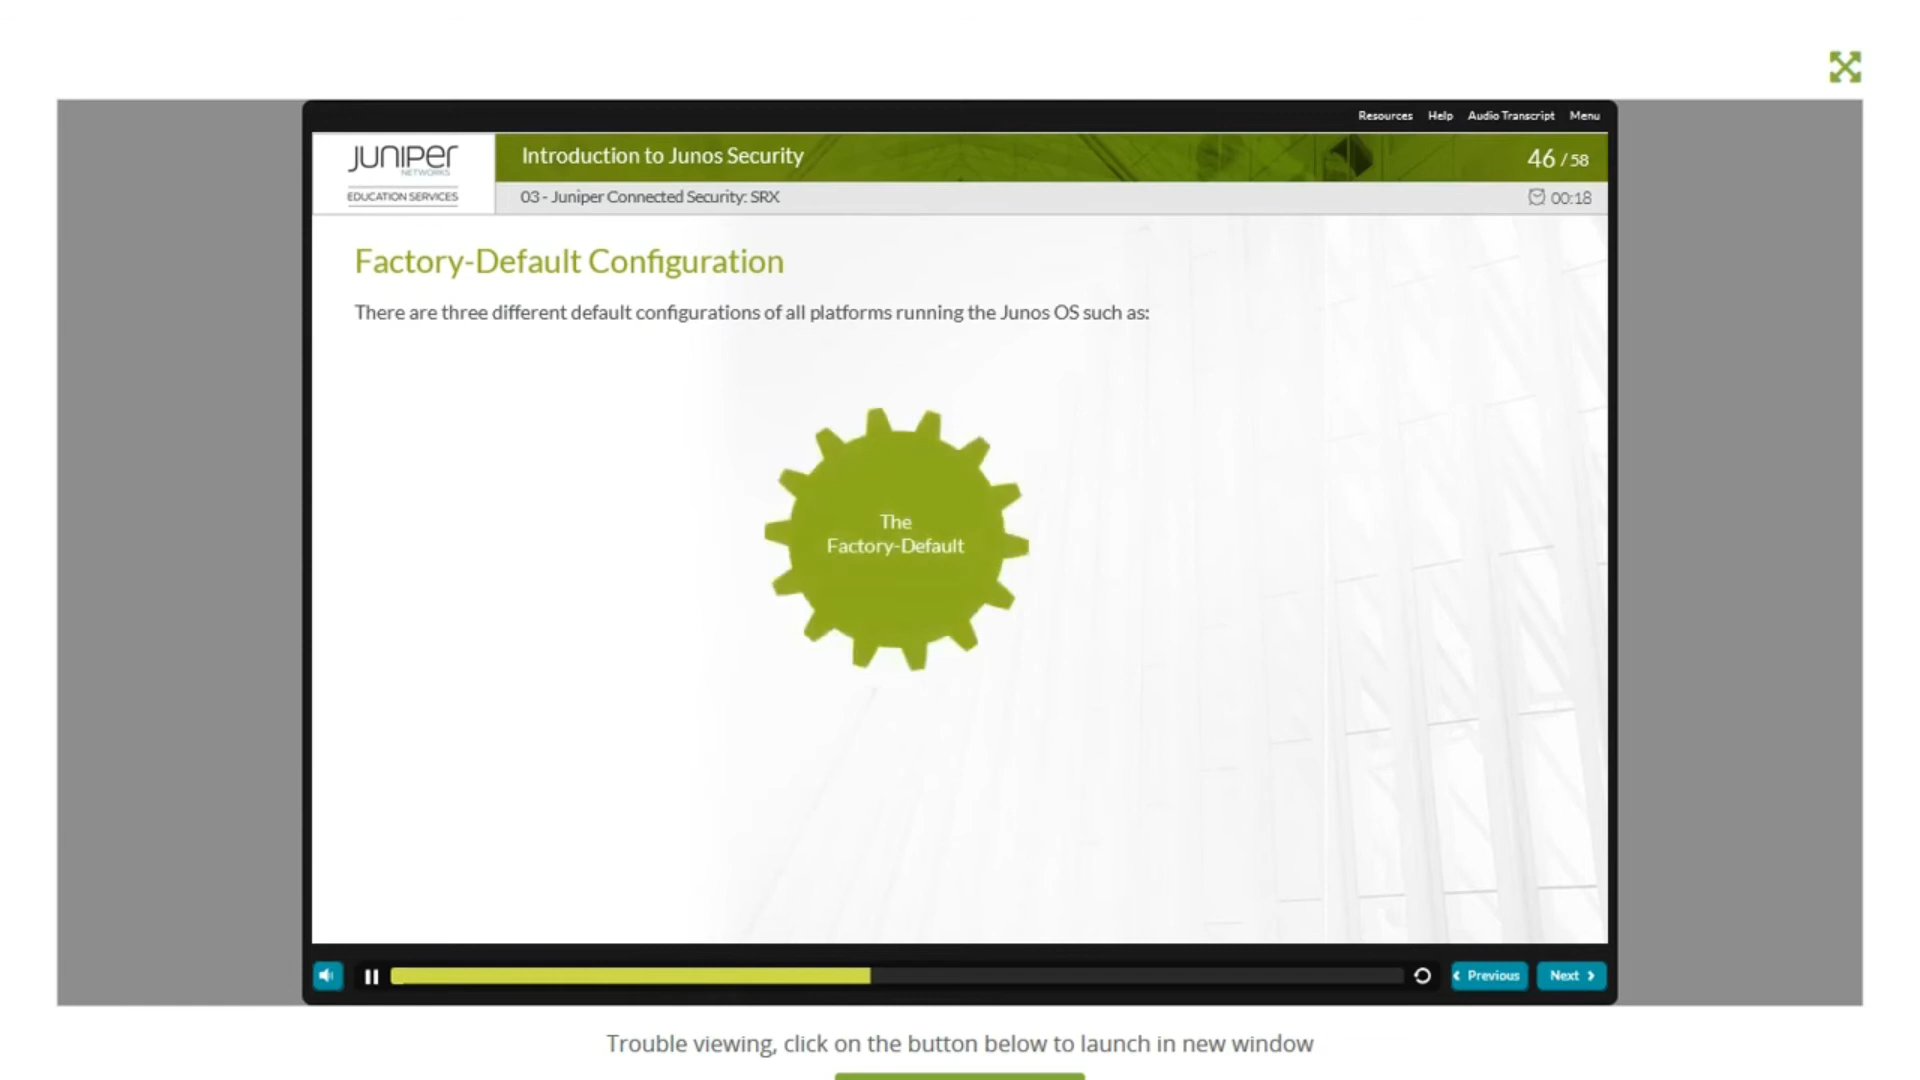 Resources Help Audio Transcript Menu
JUNIPER
NETWORKS
EDUCATION SERVICES
Introduction to Junos Security
46 / 58
03 - Juniper Connected Security: SRX
00:18
Factory-Default Configuration
There are three different default configurations of all platforms running the Junos OS such as:
The
Factory-Default
Previous
Next
Trouble viewing, click on the button below to launch in new window